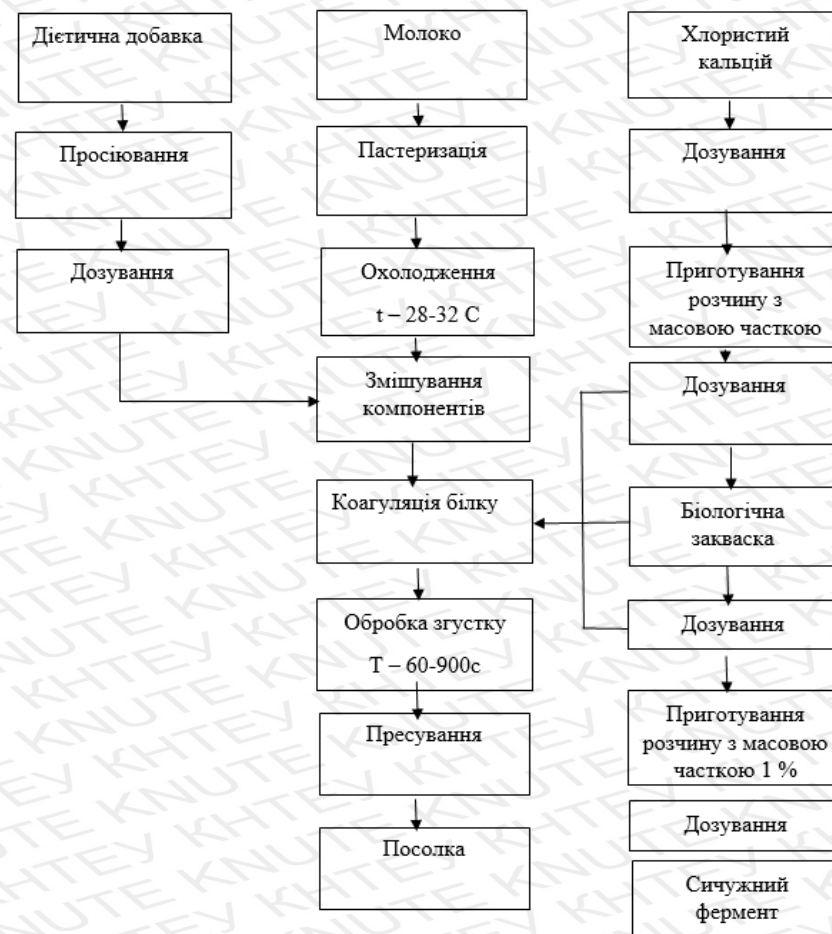 Дієтична добавка
Просіювання
Дозування
Молоко
Пастеризація
Охолодження
t – 28-32 С
Змішування
компонентів
Коагуляція білку
Обробка згустку
Т – 60-900с
Пресування
Посолка
Хлористий
кальцій
Дозування
Приготування
розчину з
масовою часткою
Дозування
Біологічна
закваска
Дозування
Приготування
розчину з масовою
часткою 1 %
Дозування
Сичужний
фермент